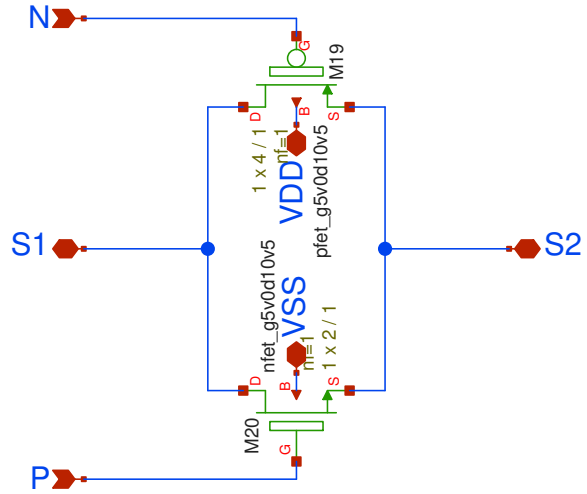 N
G
M19
D
B
S
1 x 4 / 1
nf=1
VDD
pfet_g5v0d10v5
S1
S2
nfet_g5v0d10v5
VSS
nf=1
1 x 2 / 1
D
B
S
M20
G
P